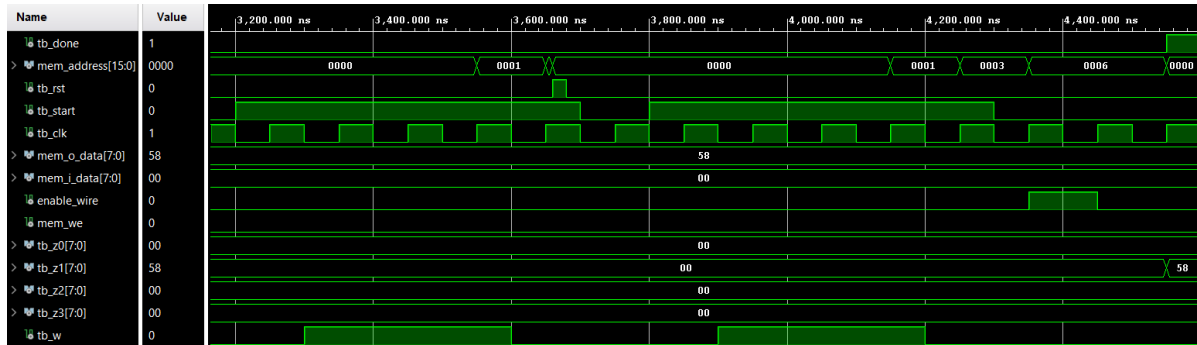 Name Value 3,200.000 ns 3,400.000 ns 3,600.000 ns 3,800.000 ns 4,000.000 ns 4,200.000 ns 4,400.000 ns
tb_done 1
mem_address[15:0] 0000 0000 0001 0000 0001 0003 0006 0000
tb_rst 0
tb_start 0
tb_clk 1
mem_o_data[7:0] 58 58
mem_i_data[7:0] 00 00
enable_wire 0
mem_we 0
tb_z0[7:0] 00 00
tb_z1[7:0] 58 00 58
tb_z2[7:0] 00 00
tb_z3[7:0] 00 00
tb_w 0